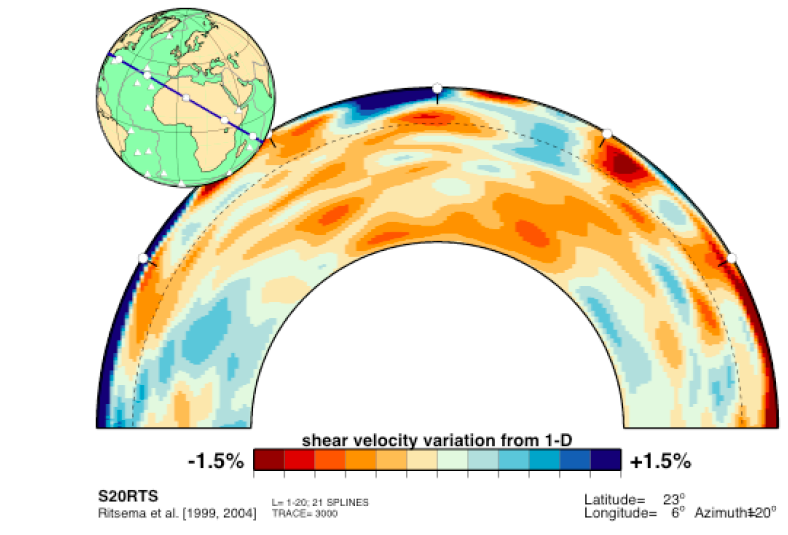 shear velocity variation from 1-D
-1.5% +1.5%
S20RTS
Ritsema et al. [1999, 2004]
L= 1-20; 21 SPLINES
TRACE= 3000
Latitude= 23°
Longitude= 6° Azimuth= 120°